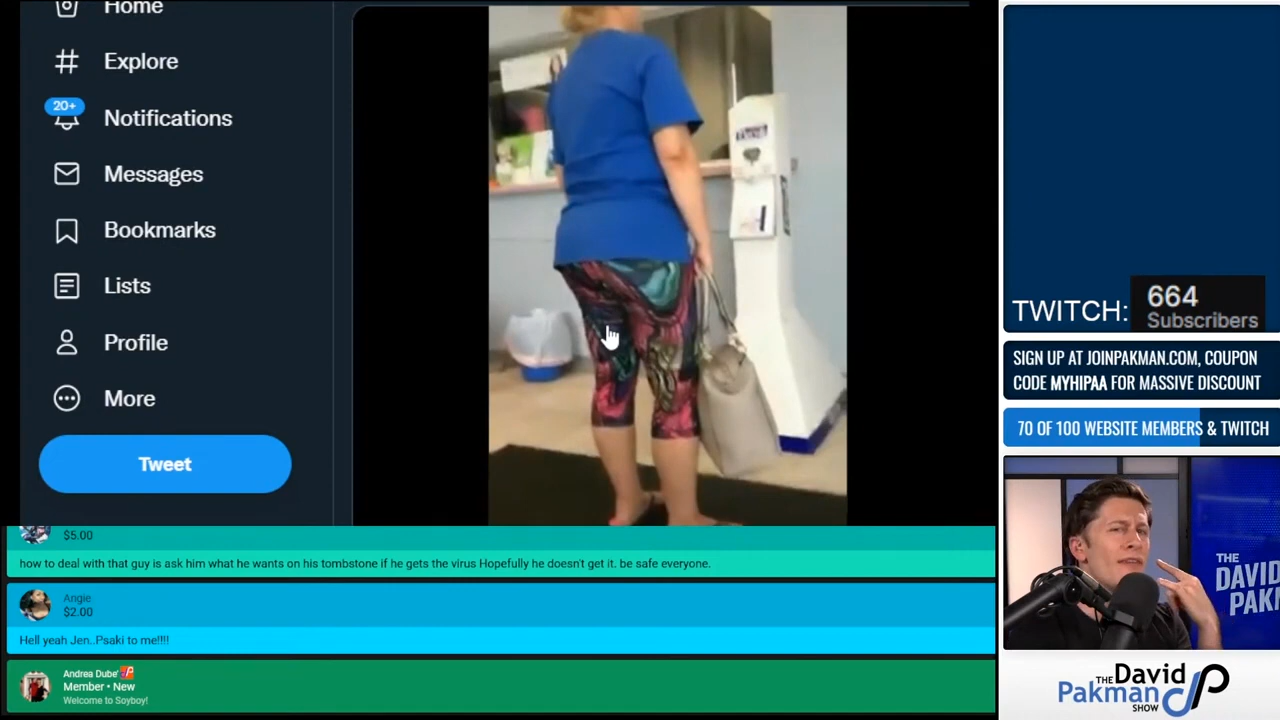 Home
Explore
20+
Notifications
Messages
Bookmarks
Lists
Profile
More
Tweet
$5.00
how to deal with that guy is ask him what he wants on his tombstone if he gets the virus Hopefully he doesn't get it. be safe everyone.
Angie
$2.00
Hell yeah Jen..Psaki to me!!!!
Andrea Dube'
Member • New
Welcome to Soyboy!
TWITCH:
664
Subscribers
SIGN UP AT JOINPAKMAN.COM, COUPON
CODE MYHIPAA FOR MASSIVE DISCOUNT
70 OF 100 WEBSITE MEMBERS & TWITCH
THE
DAVID
PAKM
THE David
Pakman
SHOW